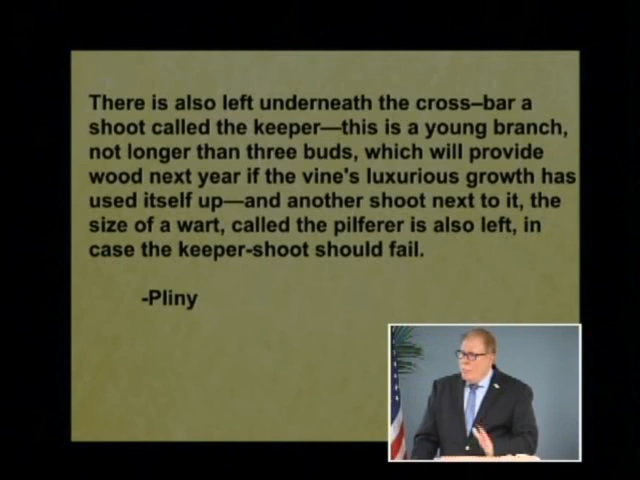 There is also left underneath the cross–bar a
shoot called the keeper—this is a young branch,
not longer than three buds, which will provide
wood next year if the vine's luxurious growth has
used itself up—and another shoot next to it, the
size of a wart, called the pilferer is also left, in
case the keeper-shoot should fail.
-Pliny